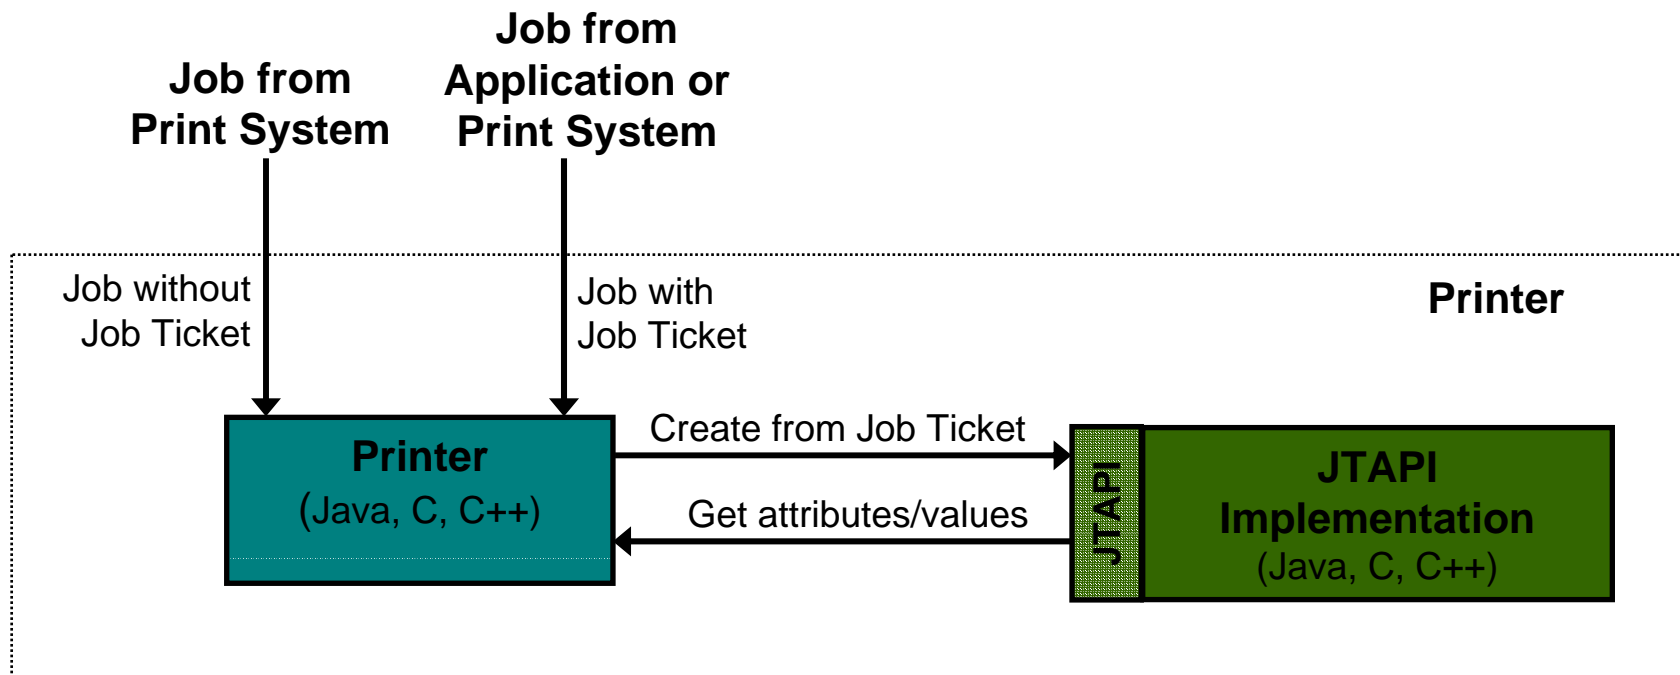 Job from
Print System
Job from
Application or
Print System
Job without
Job Ticket
Job with
Job Ticket
Printer
Printer
(Java, C, C++)
Create from Job Ticket
Get attributes/values
JTAPI
JTAPI
Implementation
(Java, C, C++)